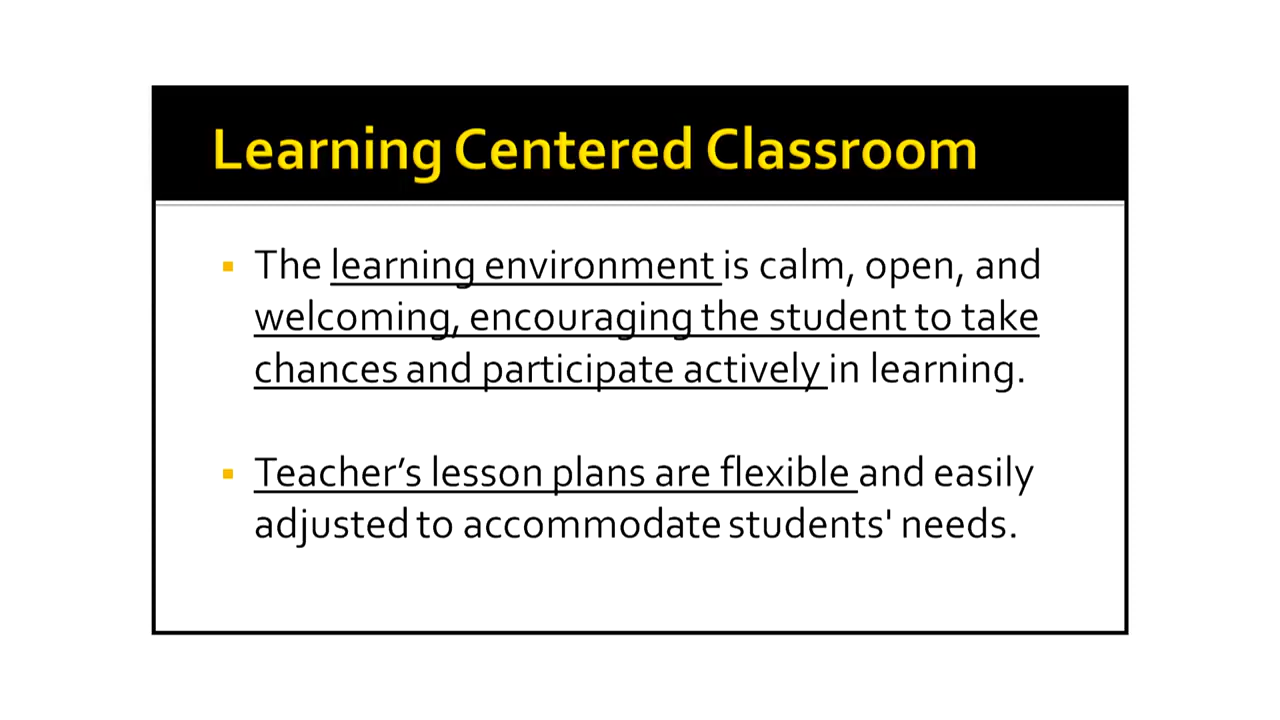 Learning Centered Classroom
The learning environment is calm, open, and
welcoming, encouraging the student to take
chances and participate actively in learning.
Teacher’s lesson plans are flexible and easily
adjusted to accommodate students' needs.